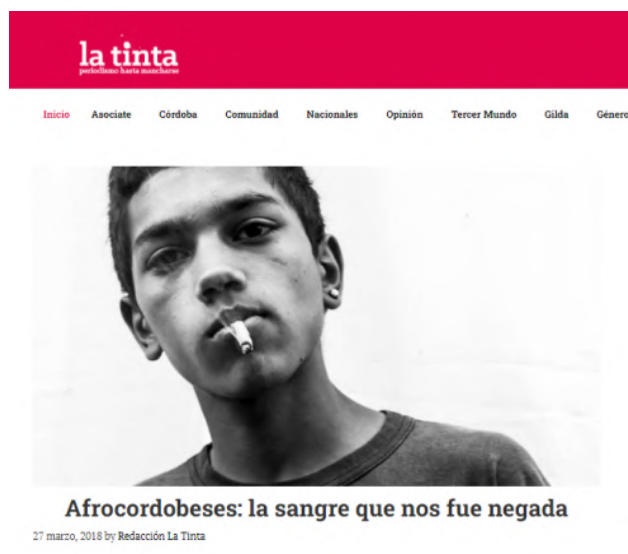 la tinta
periodismo hasta mancharse
Inicio Asociate Córdoba Comunidad Nacionales Opinión Tercer Mundo Gilda Género
Afrocordobeses: la sangre que nos fue negada
27 marzo, 2018 by Redacción La Tinta